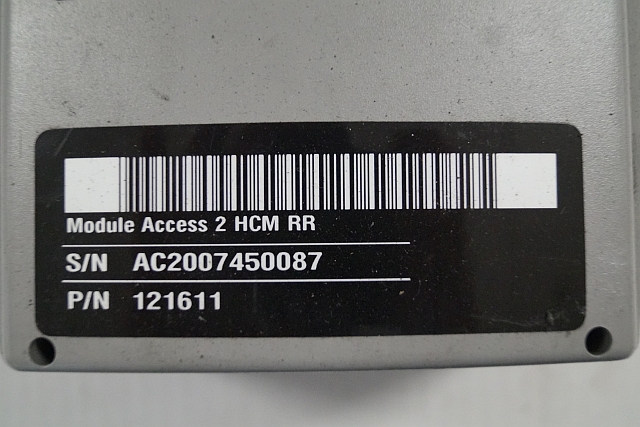 Module Access 2 HCM RR
S/N AC2007450087
P/N 121611